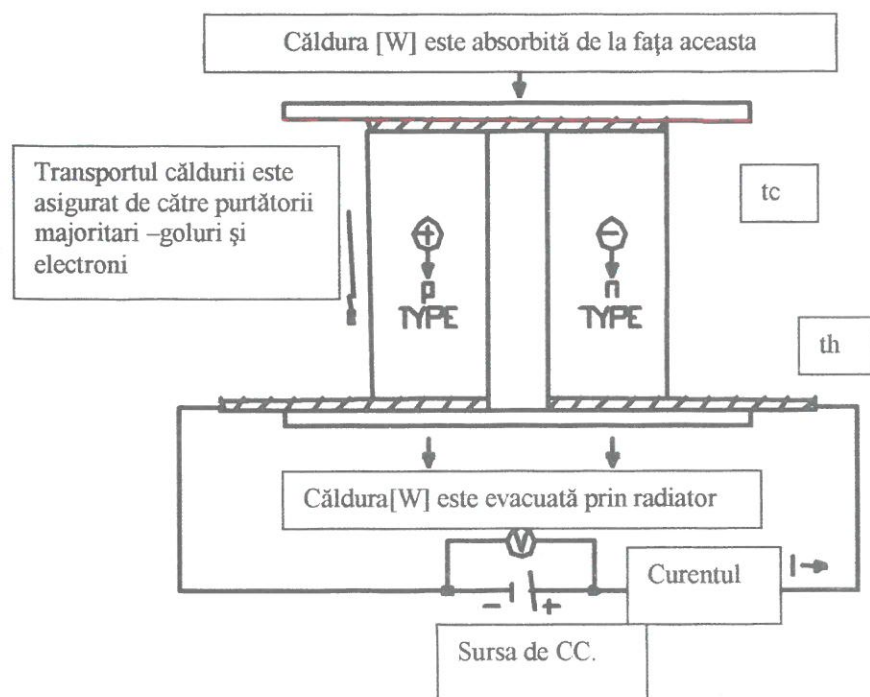 Căldura [W] este absorbită de la fața aceasta
Transportul căldurii este
asigurat de către purtătorii
majoritari –goluri şi
electroni
tc
+
-
p
TYPE
n
TYPE
th
Căldura[W] este evacuată prin radiator
V
Curentul
I
- +
Sursa de CC.